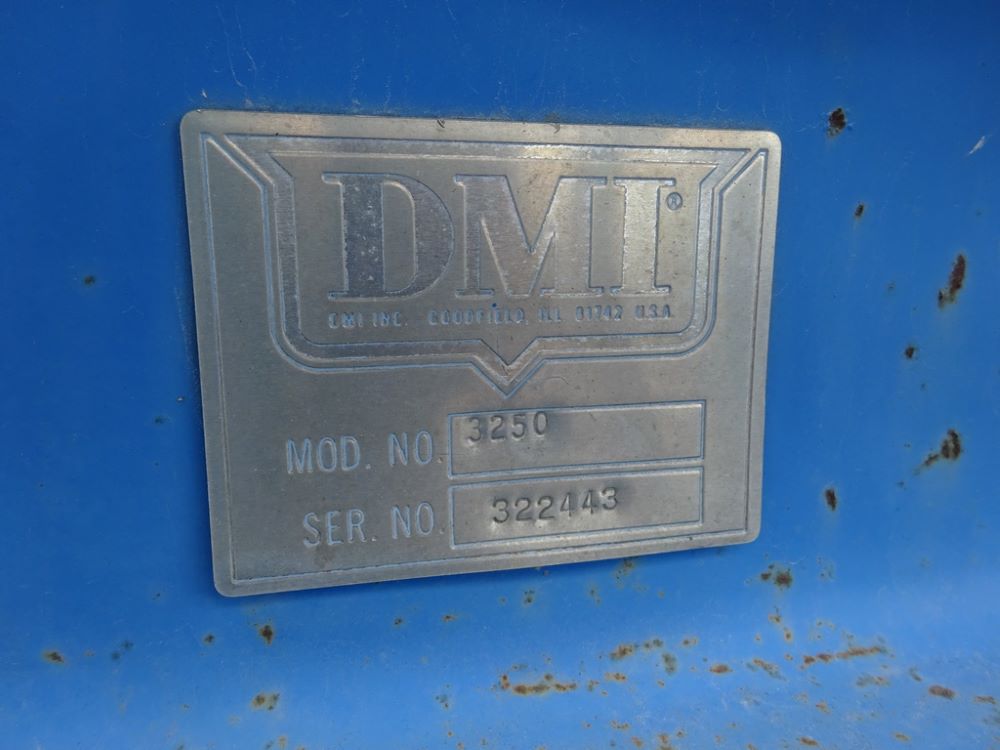 DMI®
DMI INC. GOODFIELD, ILL 61742 U.S.A.
MOD. NO. 3250
SER. NO. 322443